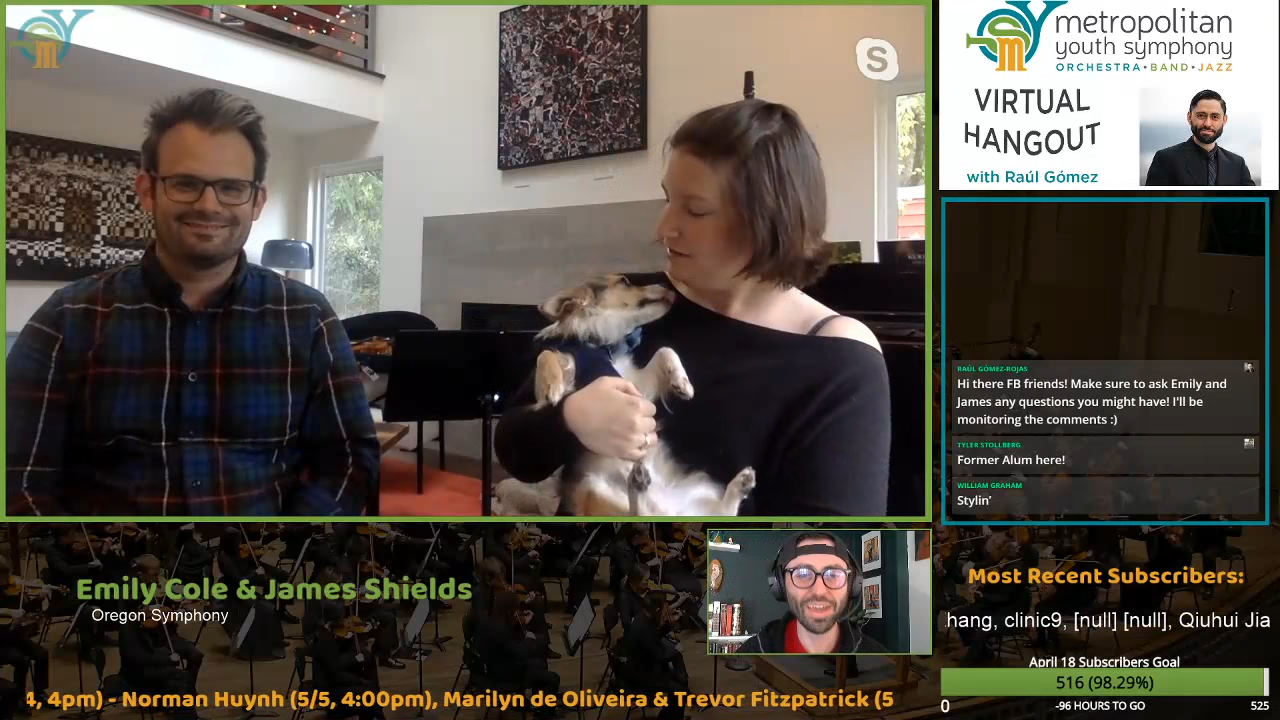 S
metropolitan
youth symphony
ORCHESTRA • BAND • JAZZ
VIRTUAL
HANGOUT
with Raúl Gómez
RAÚL GÓMEZ-ROJAS
Hi there FB friends! Make sure to ask Emily and
James any questions you might have! I'll be
monitoring the comments :)
TYLER STOLLBERG
Former Alum here!
WILLIAM GRAHAM
Stylin'
Emily Cole & James Shields
Oregon Symphony
Most Recent Subscribers:
hang, clinic9, [null] [null], Qiuhui Jia
April 18 Subscribers Goal
516 (98.29%)
0 -96 HOURS TO GO 525
4, 4pm) - Norman Huynh (5/5, 4:00pm), Marilyn de Oliveira & Trevor Fitzpatrick (5